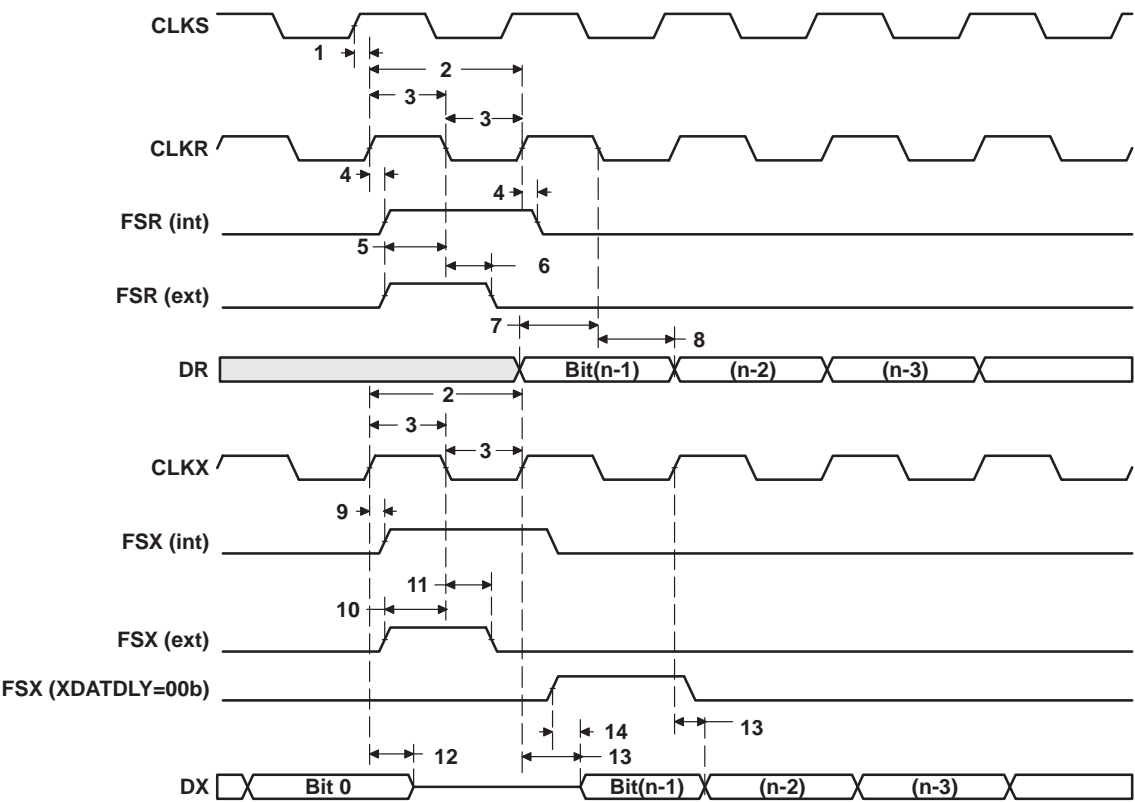 CLKS
1
2
3
3
CLKR
4
4
FSR (int)
5
6
FSR (ext)
7
8
DR Bit(n-1) (n-2) (n-3)
2
3
3
CLKX
9
FSX (int)
11
10
FSX (ext)
FSX (XDATDLY=00b)
14
13
12
13
DX Bit 0 Bit(n-1) (n-2) (n-3)